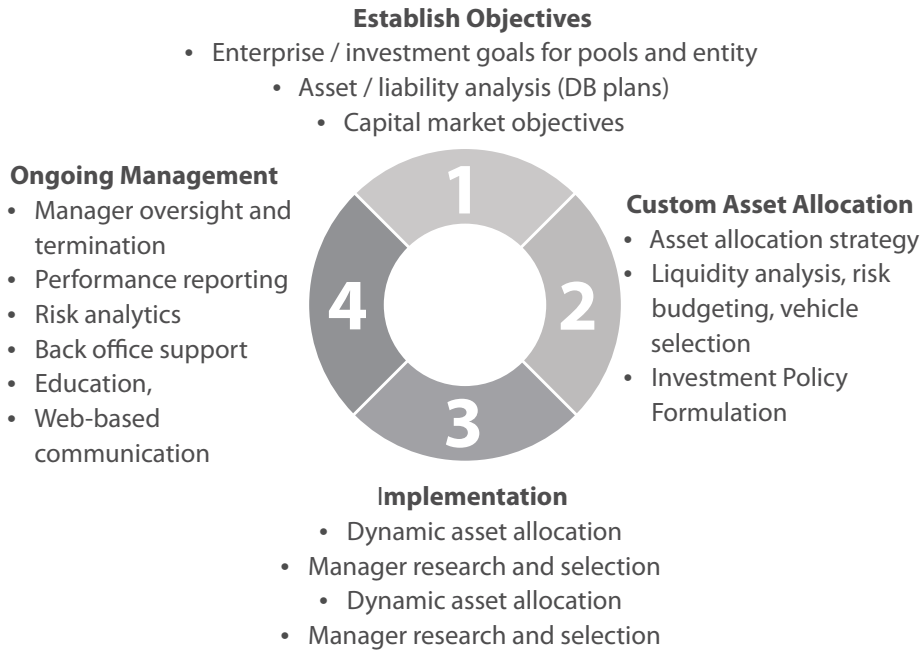 Establish Objectives
• Enterprise / investment goals for pools and entity
• Asset / liability analysis (DB plans)
• Capital market objectives
1
2
3
4
Custom Asset Allocation
• Asset allocation strategy
• Liquidity analysis, risk
budgeting, vehicle
selection
• Investment Policy
Formulation
Implementation
• Dynamic asset allocation
• Manager research and selection
• Dynamic asset allocation
• Manager research and selection
Ongoing Management
• Manager oversight and
termination
• Performance reporting
• Risk analytics
• Back office support
• Education,
• Web-based
communication